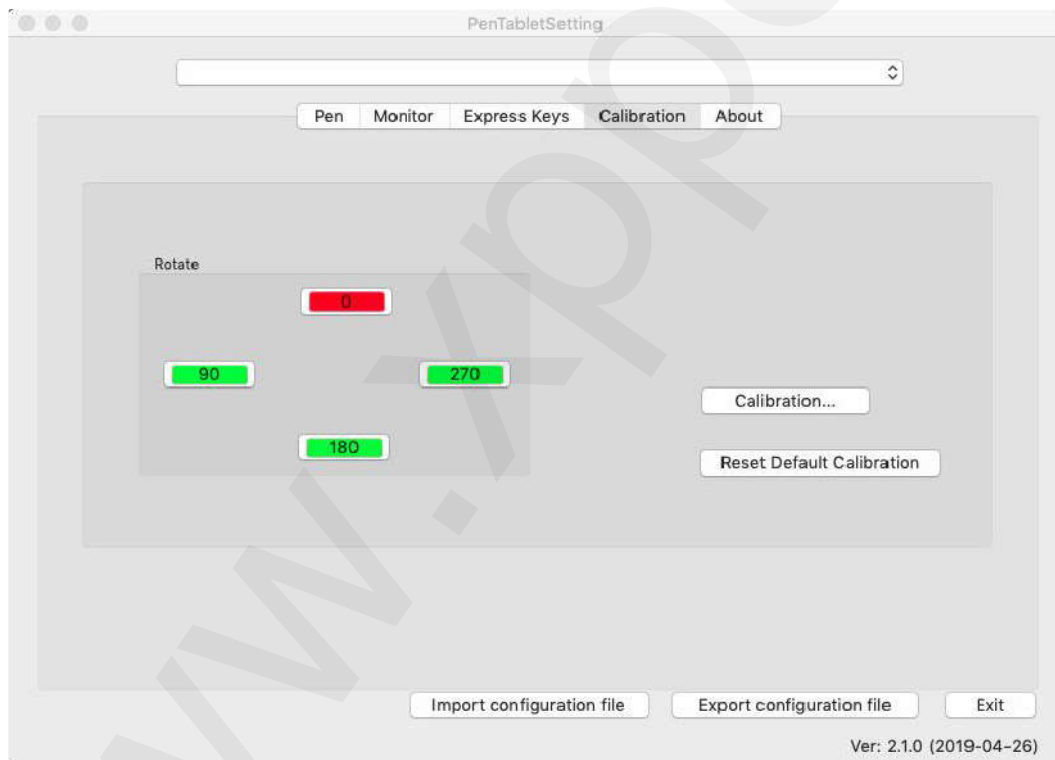 PenTabletSetting
Pen Monitor Express Keys Calibration About
Rotate
0
90 270
180
Calibration...
Reset Default Calibration
Import configuration file Export configuration file Exit
Ver: 2.1.0 (2019-04-26)